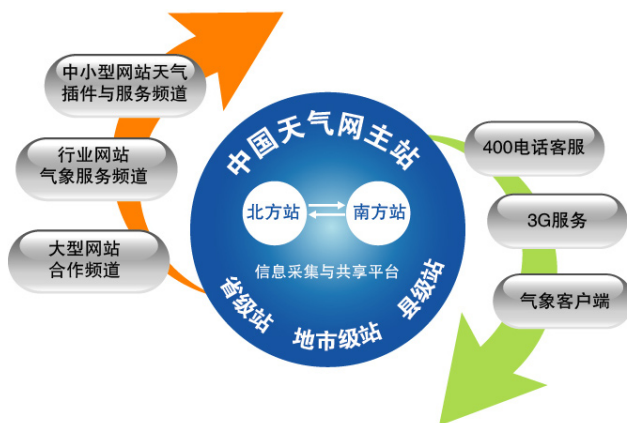 中小型网站天气
插件与服务频道
行业网站
气象服务频道
大型网站
合作频道
中国天气网主站
北方站
南方站
信息采集与共享平台
省级站
地市级站
县级站
400电话客服
3G服务
气象客户端